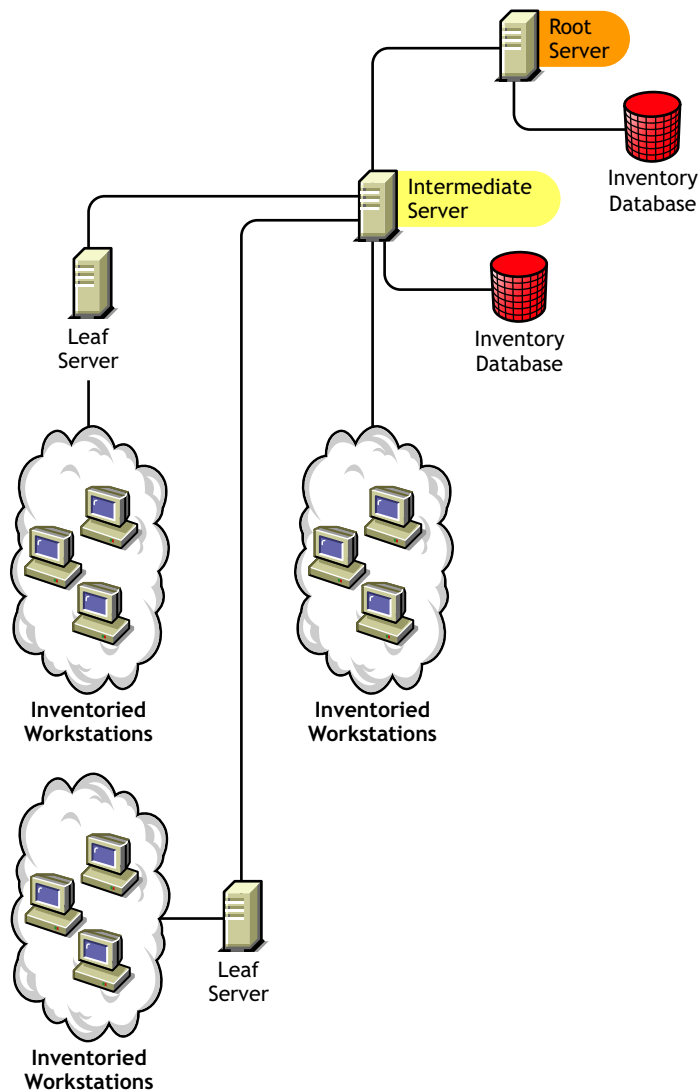 Root
Server
Inventory
Database
Intermediate
Server
Inventory
Database
Leaf
Server
Inventoried
Workstations
Inventoried
Workstations
Leaf
Server
Inventoried
Workstations